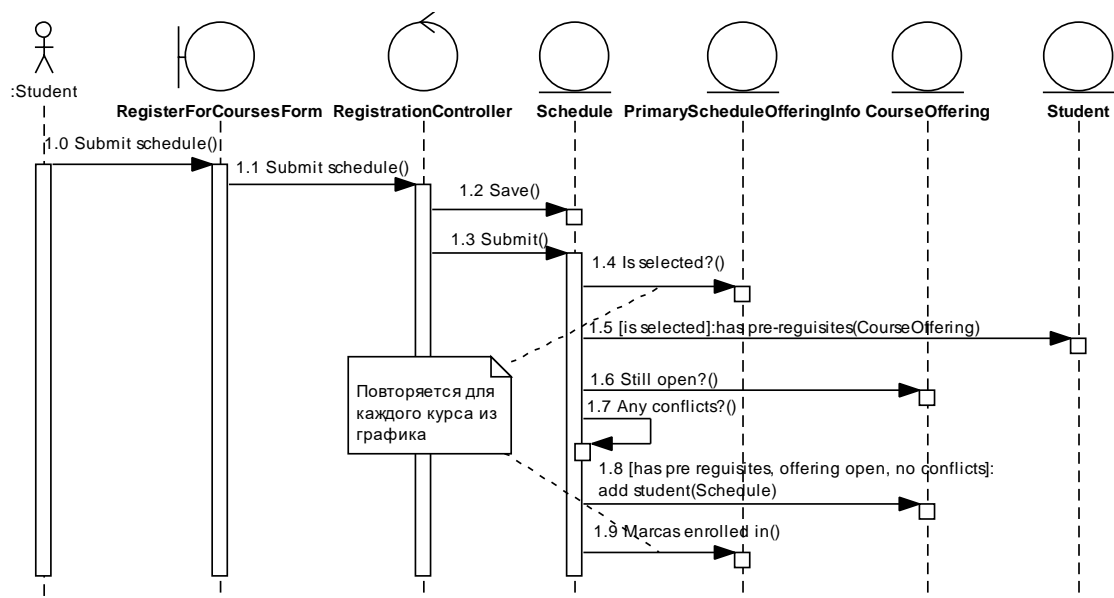 :Student
RegisterForCoursesForm
RegistrationController
Schedule
PrimaryScheduleOfferingInfo
CourseOffering
Student
1.0 Submit schedule()
1.1 Submit schedule()
1.2 Save()
1.3 Submit()
1.4 Is selected?()
1.5 [is selected]:has pre-reguisites(CourseOffering)
1.6 Still open?()
1.7 Any conflicts?()
Повторяется для
каждого курса из
графика
1.8 [has pre reguisites, offering open, no conflicts]:
add student(Schedule)
1.9 Marcas enrolled in()